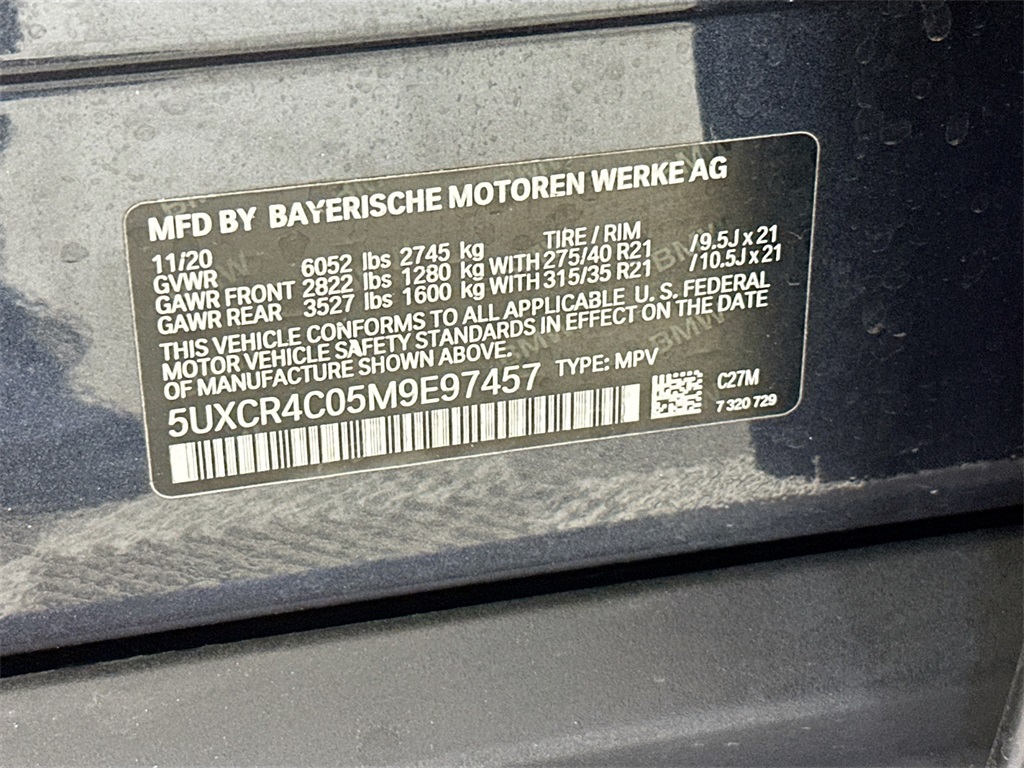 MFD BY BAYERISCHE MOTOREN WERKE AG
11/20 TIRE / RIM
GVWR 6052 lbs 2745 kg
GAWR FRONT 2822 lbs 1280 kg WITH 275/40 R21 /9.5J x 21
GAWR REAR 3527 lbs 1600 kg WITH 315/35 R21 /10.5J x 21
THIS VEHICLE CONFORMS TO ALL APPLICABLE U. S. FEDERAL
MOTOR VEHICLE SAFETY STANDARDS IN EFFECT ON THE DATE
OF MANUFACTURE SHOWN ABOVE.
5UXCR4C05M9E97457 TYPE: MPV
C27M
7 320 729